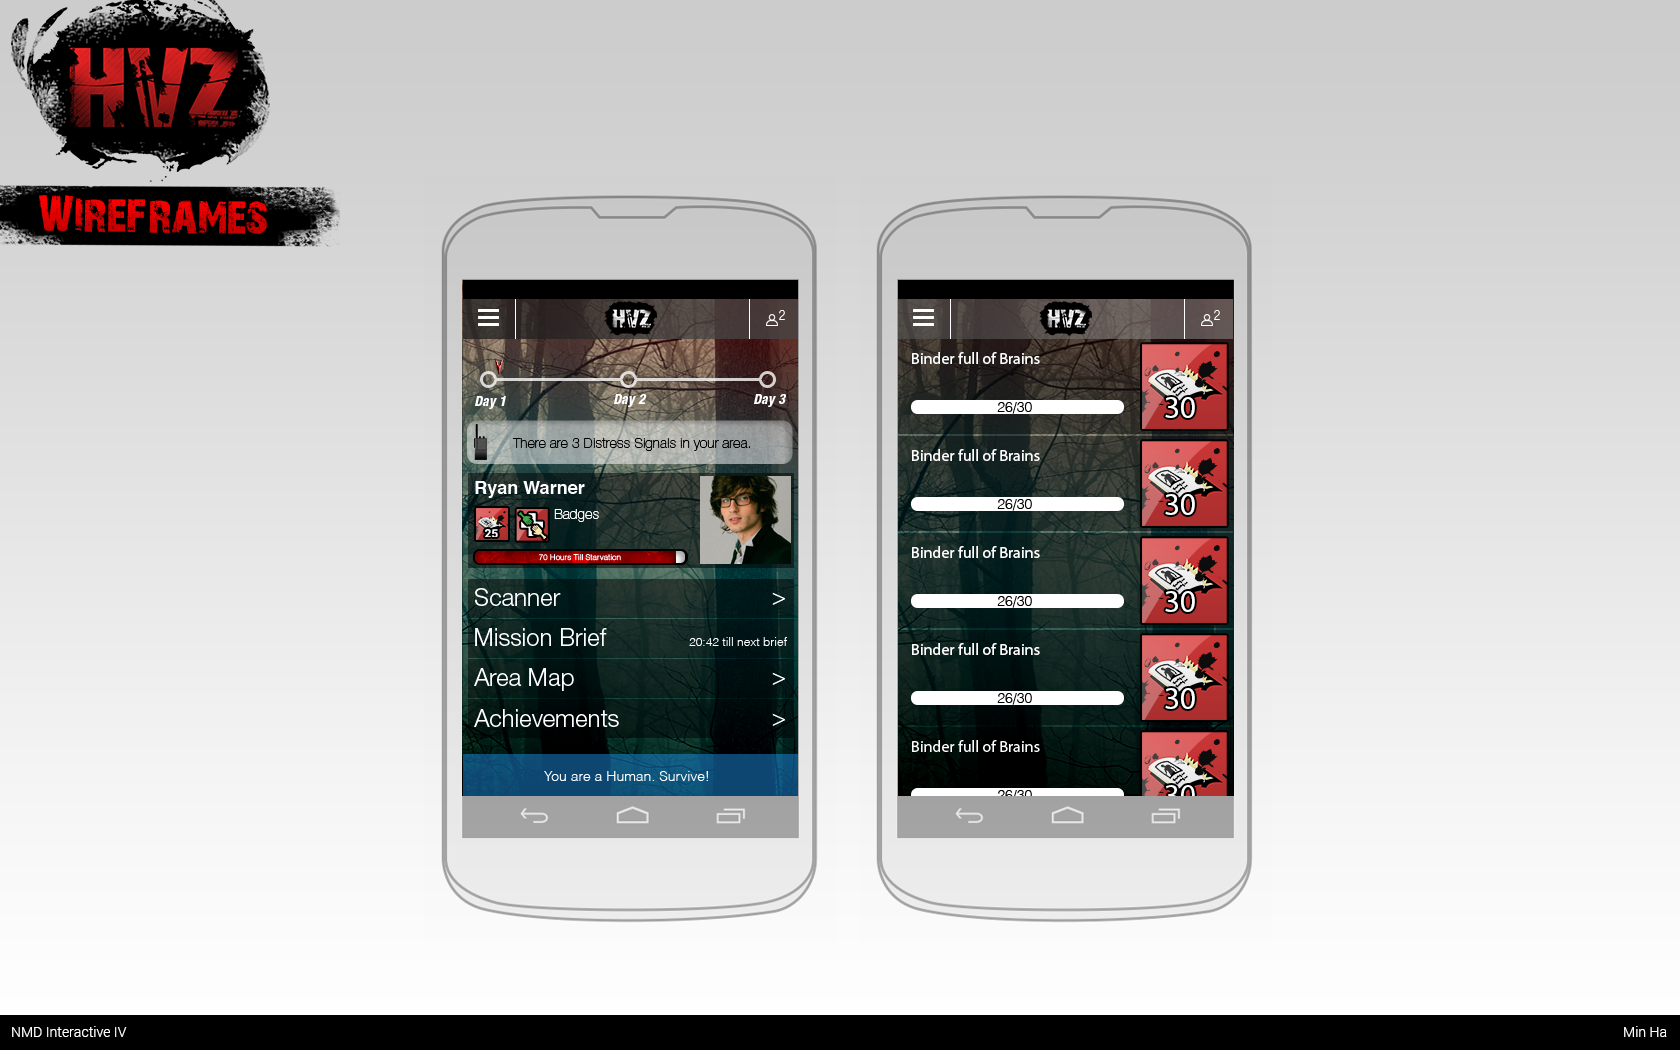 HVZ
WIREFRAMES
HVZ
2
Day 1
Day 2
Day 3
There are 3 Distress Signals in your area.
Ryan Warner
25
Badges
70 Hours Till Starvation
Scanner >
Mission Brief
20:42 till next brief
Area Map >
Achievements >
You are a Human. Survive!
HVZ
2
Binder full of Brains
26/30
30
Binder full of Brains
26/30
30
Binder full of Brains
26/30
30
Binder full of Brains
26/30
30
Binder full of Brains
26/30
30
NMD Interactive IV
Min Ha